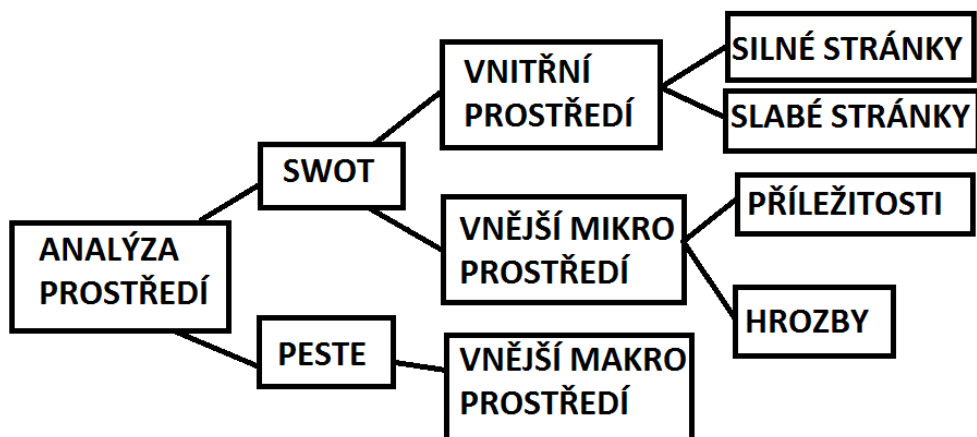 ANALÝZA
PROSTŘEDÍ
SWOT
PESTE
VNITŘNÍ
PROSTŘEDÍ
VNĚJŠÍ MIKRO
PROSTŘEDÍ
VNĚJŠÍ MAKRO
PROSTŘEDÍ
SILNÉ STRÁNKY
SLABÉ STRÁNKY
PŘÍLEŽITOSTI
HROZBY